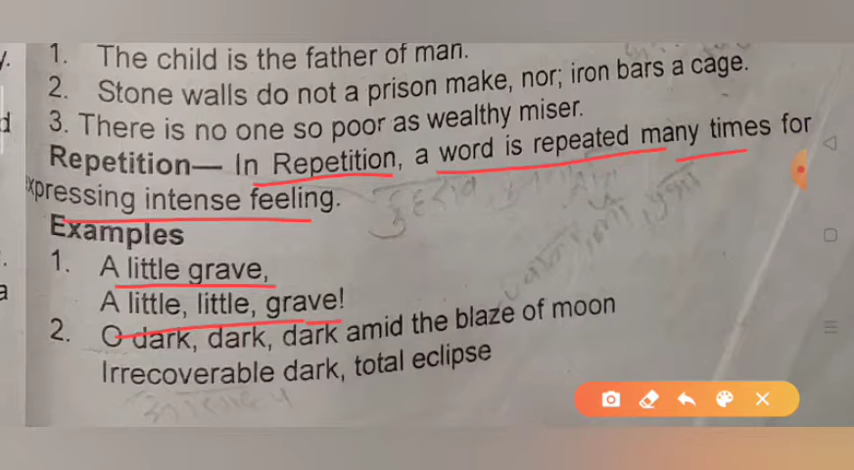 y. 1. The child is the father of man.
2. Stone walls do not a prison make, nor; iron bars a cage.
d 3. There is no one so poor as wealthy miser.
Repetition— In Repetition, a word is repeated many times for
xpressing intense feeling.
Examples
1. A little grave,
a A little, little, grave!
2. O dark, dark, dark amid the blaze of moon
Irrecoverable dark, total eclipse